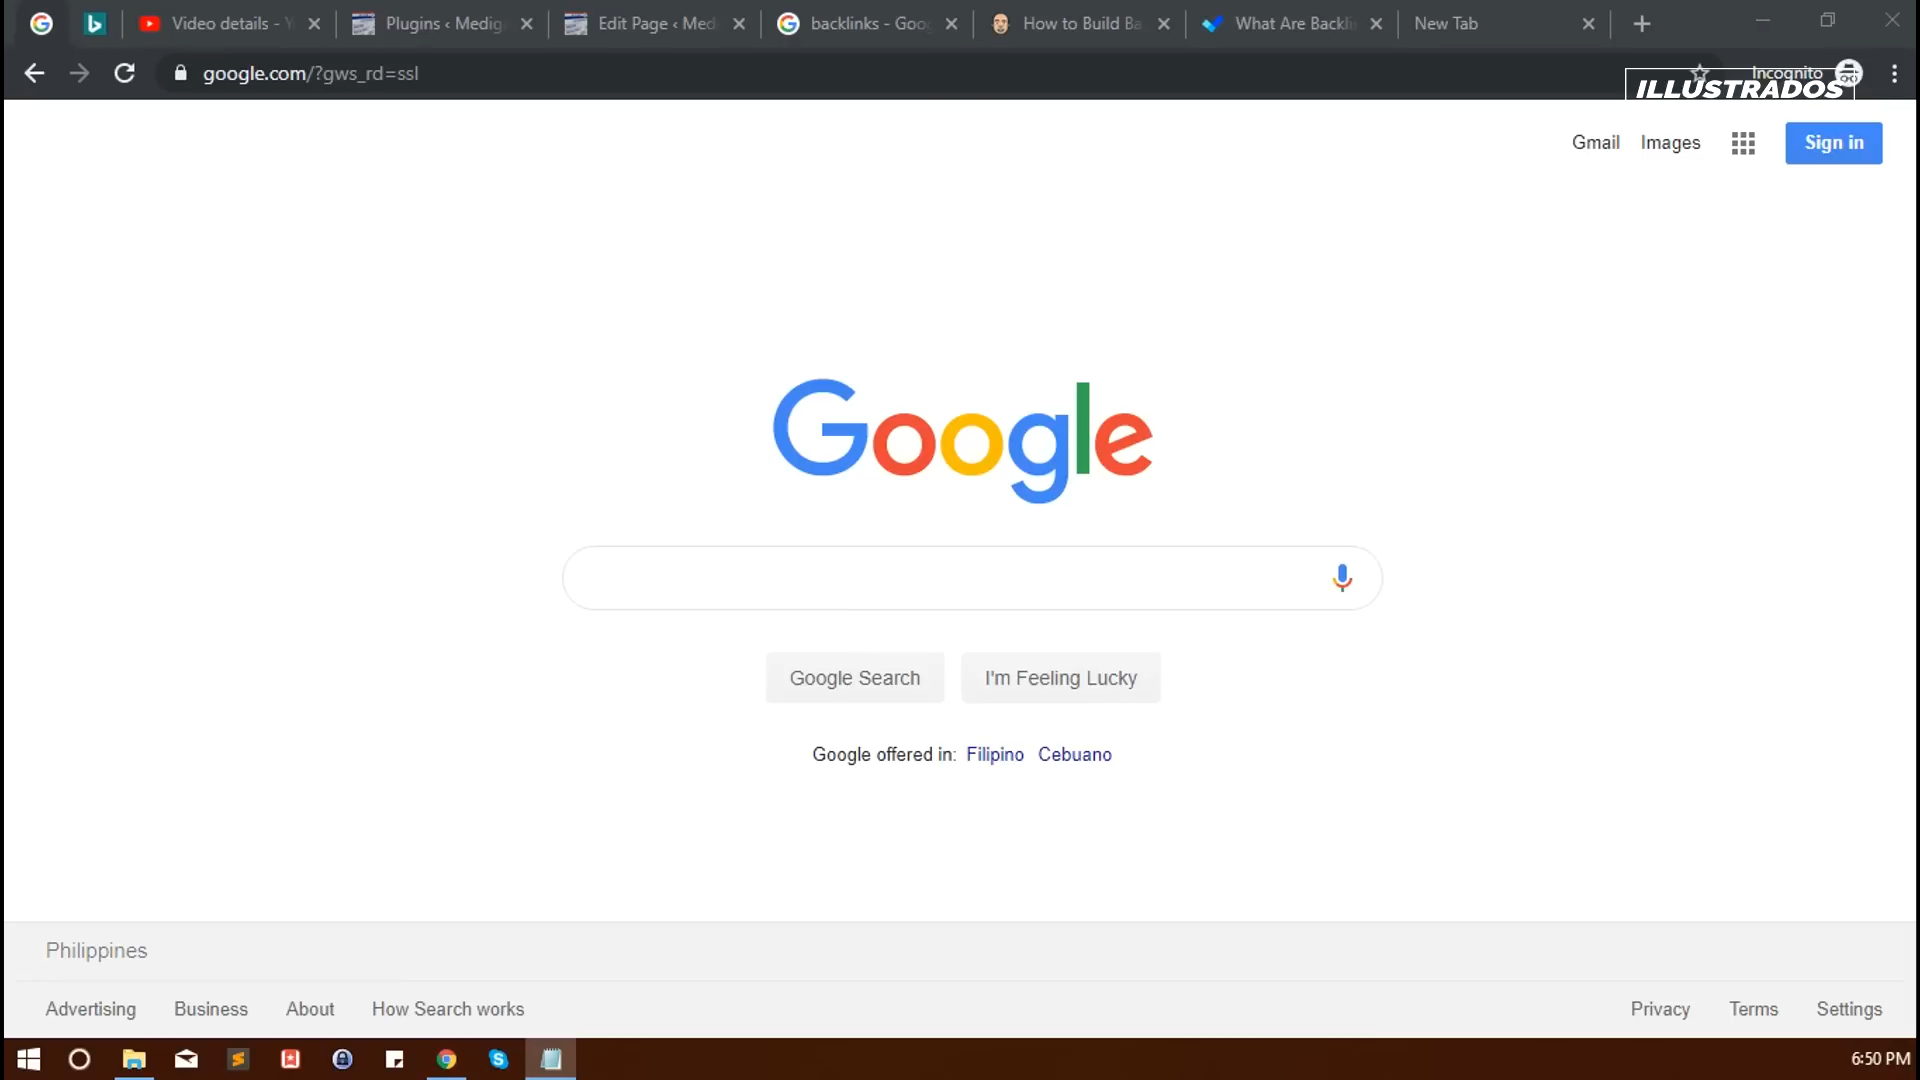 Video details - Y
Plugins ‹ Mediga
Edit Page ‹ Med
backlinks - Goog
How to Build Ba
What Are Backli
New Tab
google.com/?gws_rd=ssl
Incognito
ILLUSTRADOS
Gmail Images Sign in
Google
Google Search I'm Feeling Lucky
Google offered in: Filipino Cebuano
Philippines
Advertising Business About How Search works Privacy Terms Settings
6:50 PM